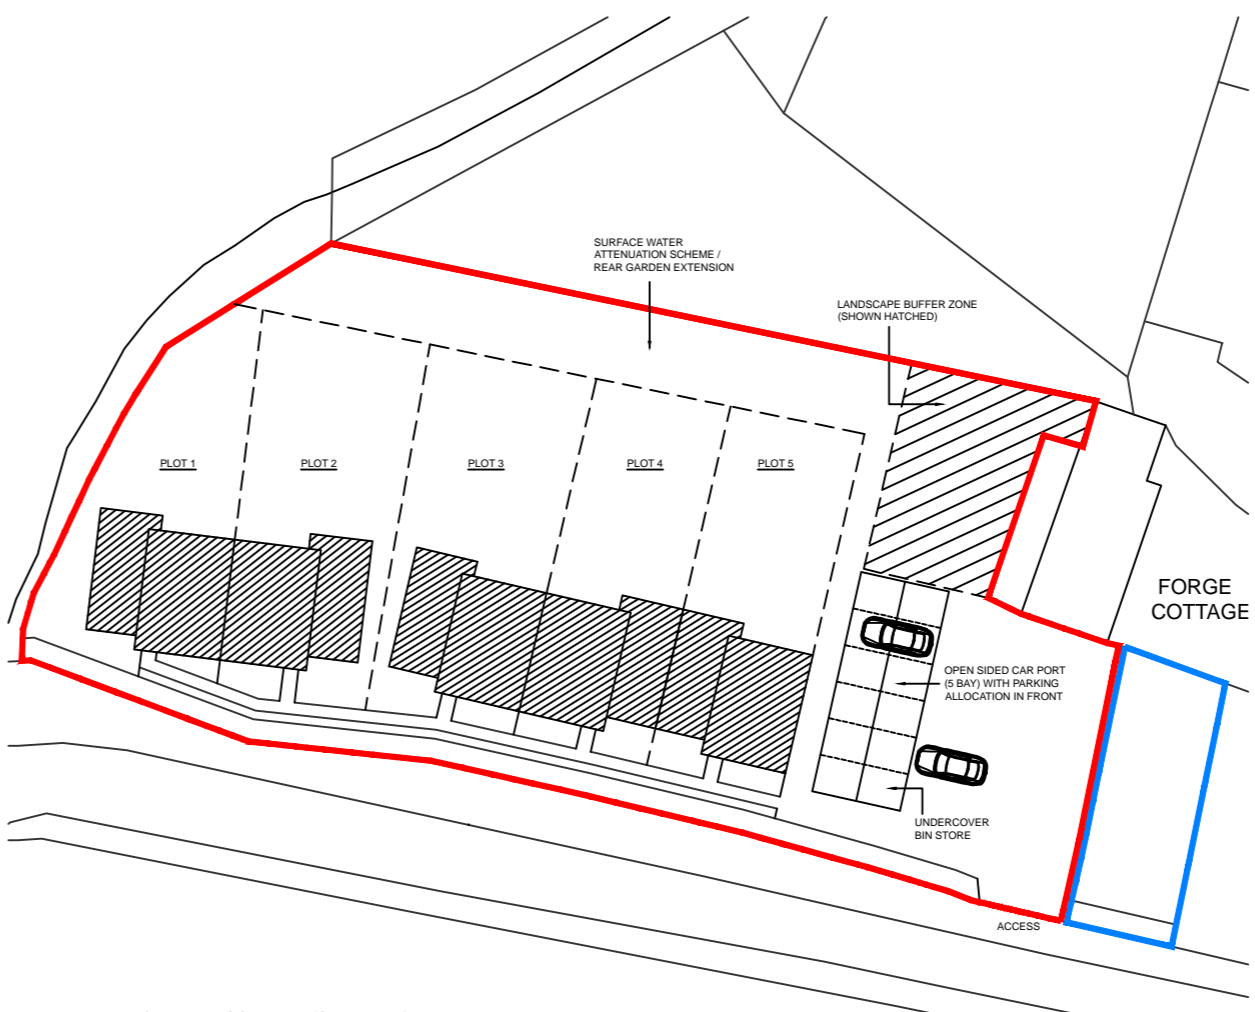 SURFACE WATER
ATTENUATION SCHEME /
REAR GARDEN EXTENSION
LANDSCAPE BUFFER ZONE
(SHOWN HATCHED)
PLOT 1
PLOT 2
PLOT 3
PLOT 4
PLOT 5
FORGE
COTTAGE
OPEN SIDED CAR PORT
(5 BAY) WITH PARKING
ALLOCATION IN FRONT
UNDERCOVER
BIN STORE
ACCESS